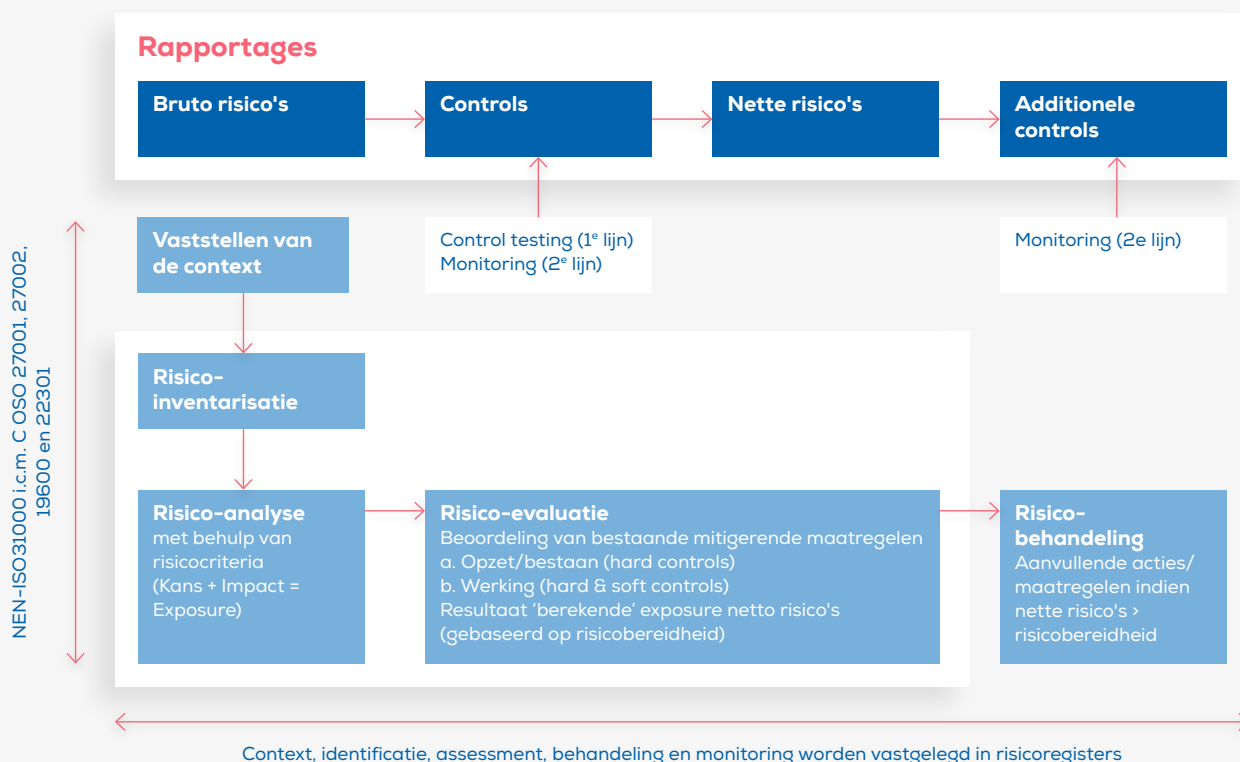 Rapportages
Bruto risico's
Controls
Nette risico's
Additionele
controls
Vaststellen van
de context
Control testing (1e lijn)
Monitoring (2e lijn)
Monitoring (2e lijn)
NEN-ISO31000 i.c.m. C OSO 27001, 27002,
19600 en 22301
Risico-
inventarisatie
Risico-analyse
met behulp van
risicocriteria
(Kans + Impact =
Exposure)
Risico-evaluatie
Beoordeling van bestaande mitigerende maatregelen
a. Opzet/bestaan (hard controls)
b. Werking (hard & soft controls)
Resultaat ‘berekende’ exposure netto risico's
(gebaseerd op risicobereidheid)
Risico-
behandeling
Aanvullende acties/
maatregelen indien
nette risico's >
risicobereidheid
Context, identificatie, assessment, behandeling en monitoring worden vastgelegd in risicoregisters